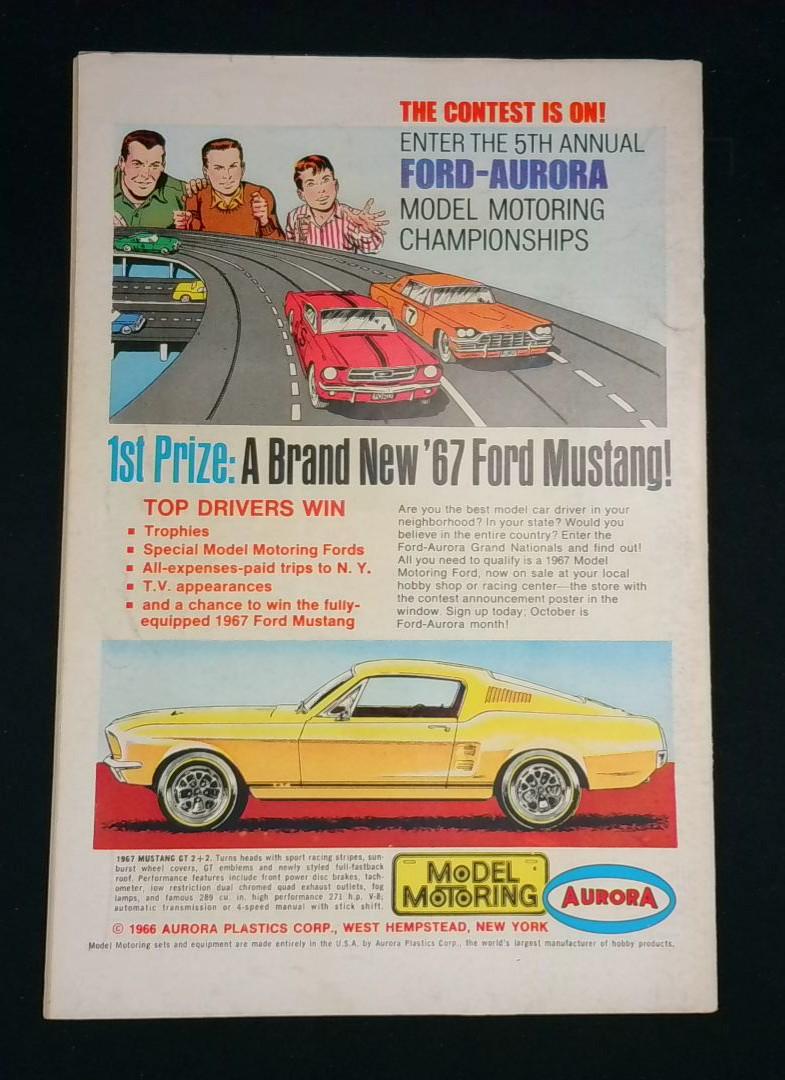 THE CONTEST IS ON!
ENTER THE 5TH ANNUAL
FORD-AURORA
MODEL MOTORING
CHAMPIONSHIPS
7
1st Prize: A Brand New '67 Ford Mustang!
TOP DRIVERS WIN
▪ Trophies
▪ Special Model Motoring Fords
▪ All-expenses-paid trips to N. Y.
▪ T.V. appearances
▪ and a chance to win the fully-
equipped 1967 Ford Mustang
Are you the best model car driver in your
neighborhood? In your state? Would you
believe in the entire country? Enter the
Ford-Aurora Grand Nationals and find out!
All you need to qualify is a 1967 Model
Motoring Ford, now on sale at your local
hobby shop or racing center—the store with
the contest announcement poster in the
window. Sign up today; October is
Ford-Aurora month!
1967 MUSTANG GT 2+2. Turns heads with sport racing stripes, sun-
burst wheel covers, GT emblems and newly styled full-fastback
roof. Performance features include front power disc brakes, tach-
ometer, low restriction dual chromed quad exhaust outlets, fog
lamps, and famous 289 cu. in. high performance 271 h.p. V-8;
automatic transmission or 4-speed manual with stick shift.
MODEL
MOTORING
AURORA
© 1966 AURORA PLASTICS CORP., WEST HEMPSTEAD, NEW YORK
Model Motoring sets and equipment are made entirely in the U.S.A. by Aurora Plastics Corp., the world's largest manufacturer of hobby products.